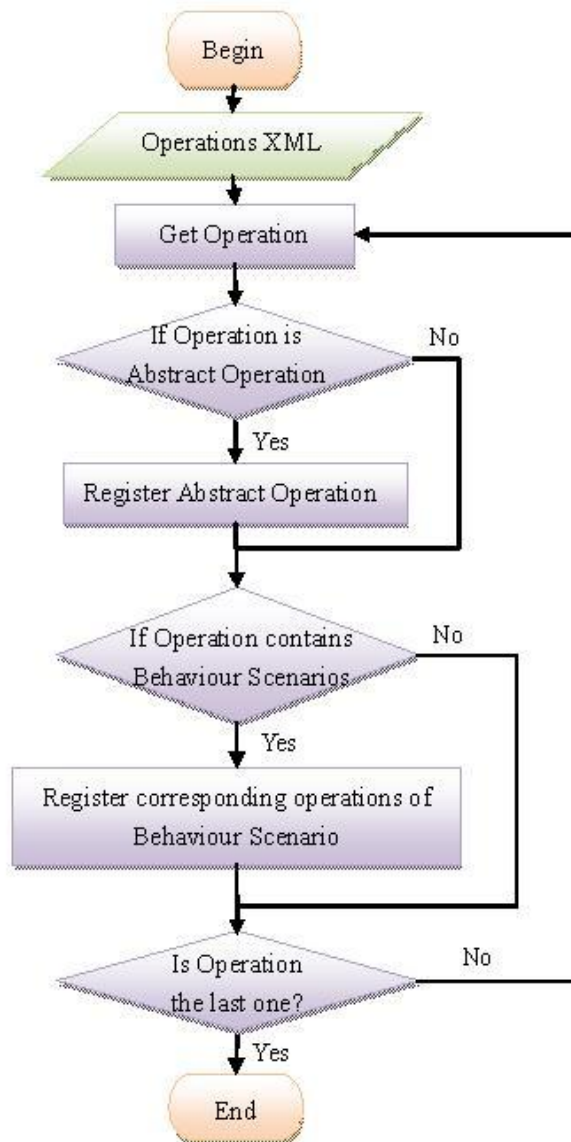 Begin
Operations XML
Get Operation
If Operation is
Abstract Operation
No
Yes
Register Abstract Operation
If Operation contains
Behaviour Scenarios
No
Yes
Register corresponding operations of
Behaviour Scenario
Is Operation
the last one?
No
Yes
End